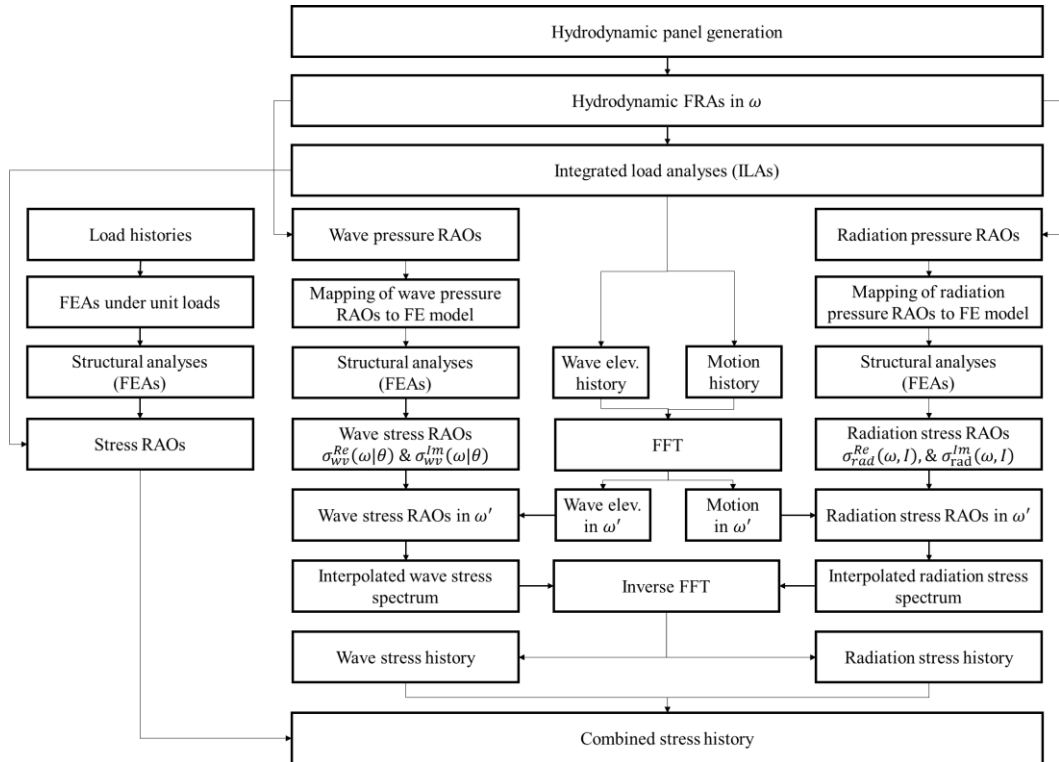 Hydrodynamic panel generation
Hydrodynamic FRAs in ω
Integrated load analyses (ILAs)
Load histories
FEAs under unit loads
Structural analyses
(FEAs)
Stress RAOs
Wave pressure RAOs
Mapping of wave pressure
RAOs to FE model
Structural analyses
(FEAs)
Wave stress RAOs
σ_wv^Re(ω|θ) & σ_wv^Im(ω|θ)
Wave stress RAOs in ω′
Interpolated wave stress
spectrum
Wave stress history
Wave elev.
history
Motion
history
FFT
Wave elev.
in ω′
Motion
in ω′
Inverse FFT
Radiation pressure RAOs
Mapping of radiation
pressure RAOs to FE model
Structural analyses
(FEAs)
Radiation stress RAOs
σ_rad^Re(ω, I), & σ_rad^Im(ω, I)
Radiation stress RAOs in ω′
Interpolated radiation stress
spectrum
Radiation stress history
Combined stress history